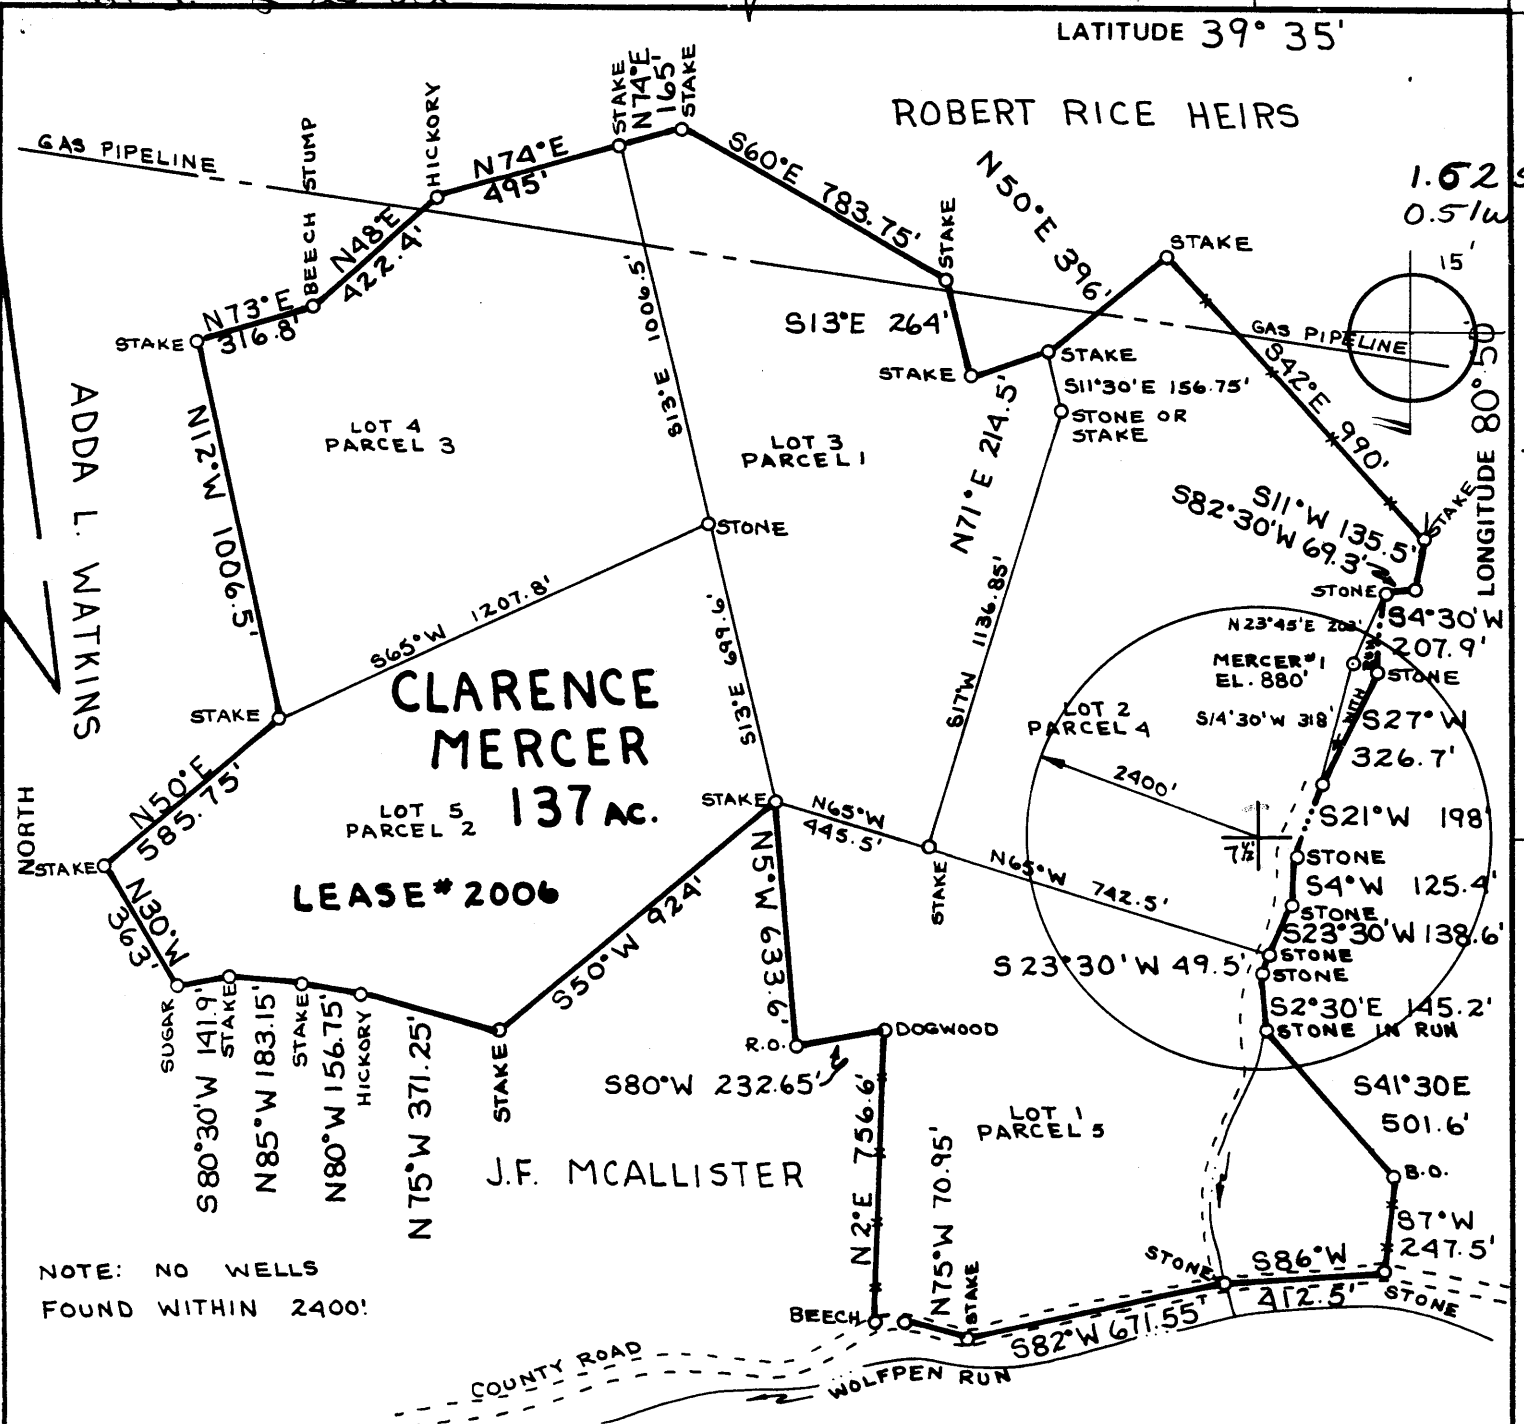 LATITUDE 39° 35'
ROBERT RICE HEIRS
1.62 S
0.51W
15'
LONGITUDE 80° 50'
GAS PIPELINE
BEECH STUMP
HICKORY
STAKE
N74°E
165'
STAKE
N74°E
495'
S60°E 783.75'
STAKE
N50°E 396'
STAKE
N48°E
422.4'
N73°E
316.8'
STAKE
S13°E 1006.5'
S13°E 264'
STAKE
STAKE
GAS PIPELINE
S42°E 990'
S11°30'E 156.75'
STONE OR
STAKE
N71°E 214.5'
ADDA L. WATKINS
N12°W 1006.5'
LOT 4
PARCEL 3
LOT 3
PARCEL 1
STAKE
S11°W 135.5'
S82°30'W 69.3'
STONE
STONE
S65°W 1207.8'
S13°E 699.6'
S17°W 1136.85'
S4°30'W
207.9'
N23°45'E 203'
MERCER #1
EL. 880'
STONE
S14°30'W 318'
S27°W
326.7'
LOT 2
PARCEL 4
2400'
STAKE
CLARENCE
MERCER
137 AC.
N50°E
585.75'
LOT 5
PARCEL 2
STAKE
N65°W
445.5'
S21°W 198'
7½'
STONE
NORTH
STAKE
LEASE #2006
STAKE
N65°W 742.5'
S4°W 125.4'
STONE
S23°30'W 138.6'
STONE
N30°W
363'
S50°W 924'
N5°W 633.6'
S23°30'W 49.5'
STONE
S2°30'E 145.2'
STONE IN RUN
SUGAR
S80°30'W 141.9'
STAKE
N85°W 183.15'
STAKE
N80°W 156.75'
HICKORY
N75°W 371.25'
STAKE
R.O.
DOGWOOD
S80°W 232.65'
S41°30E
501.6'
LOT 1
PARCEL 5
J.F. MCALLISTER
N2°E 756.6'
N75°W 70.95'
B.O.
S7°W
247.5'
NOTE: NO WELLS
FOUND WITHIN 2400'.
STONE
S86°W
412.5'
STONE
BEECH
STAKE
S82°W 671.55'
COUNTY ROAD
WOLFPEN RUN